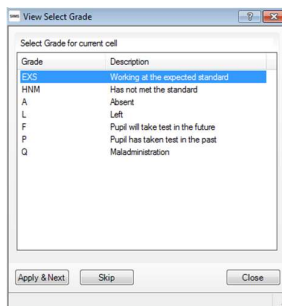 SIMS View Select Grade
Select Grade for current cell
Grade Description
EXS Working at the expected standard
HNM Has not met the standard
A Absent
L Left
F Pupil will take test in the future
P Pupil has taken test in the past
Q Maladministration
Apply & Next Skip Close